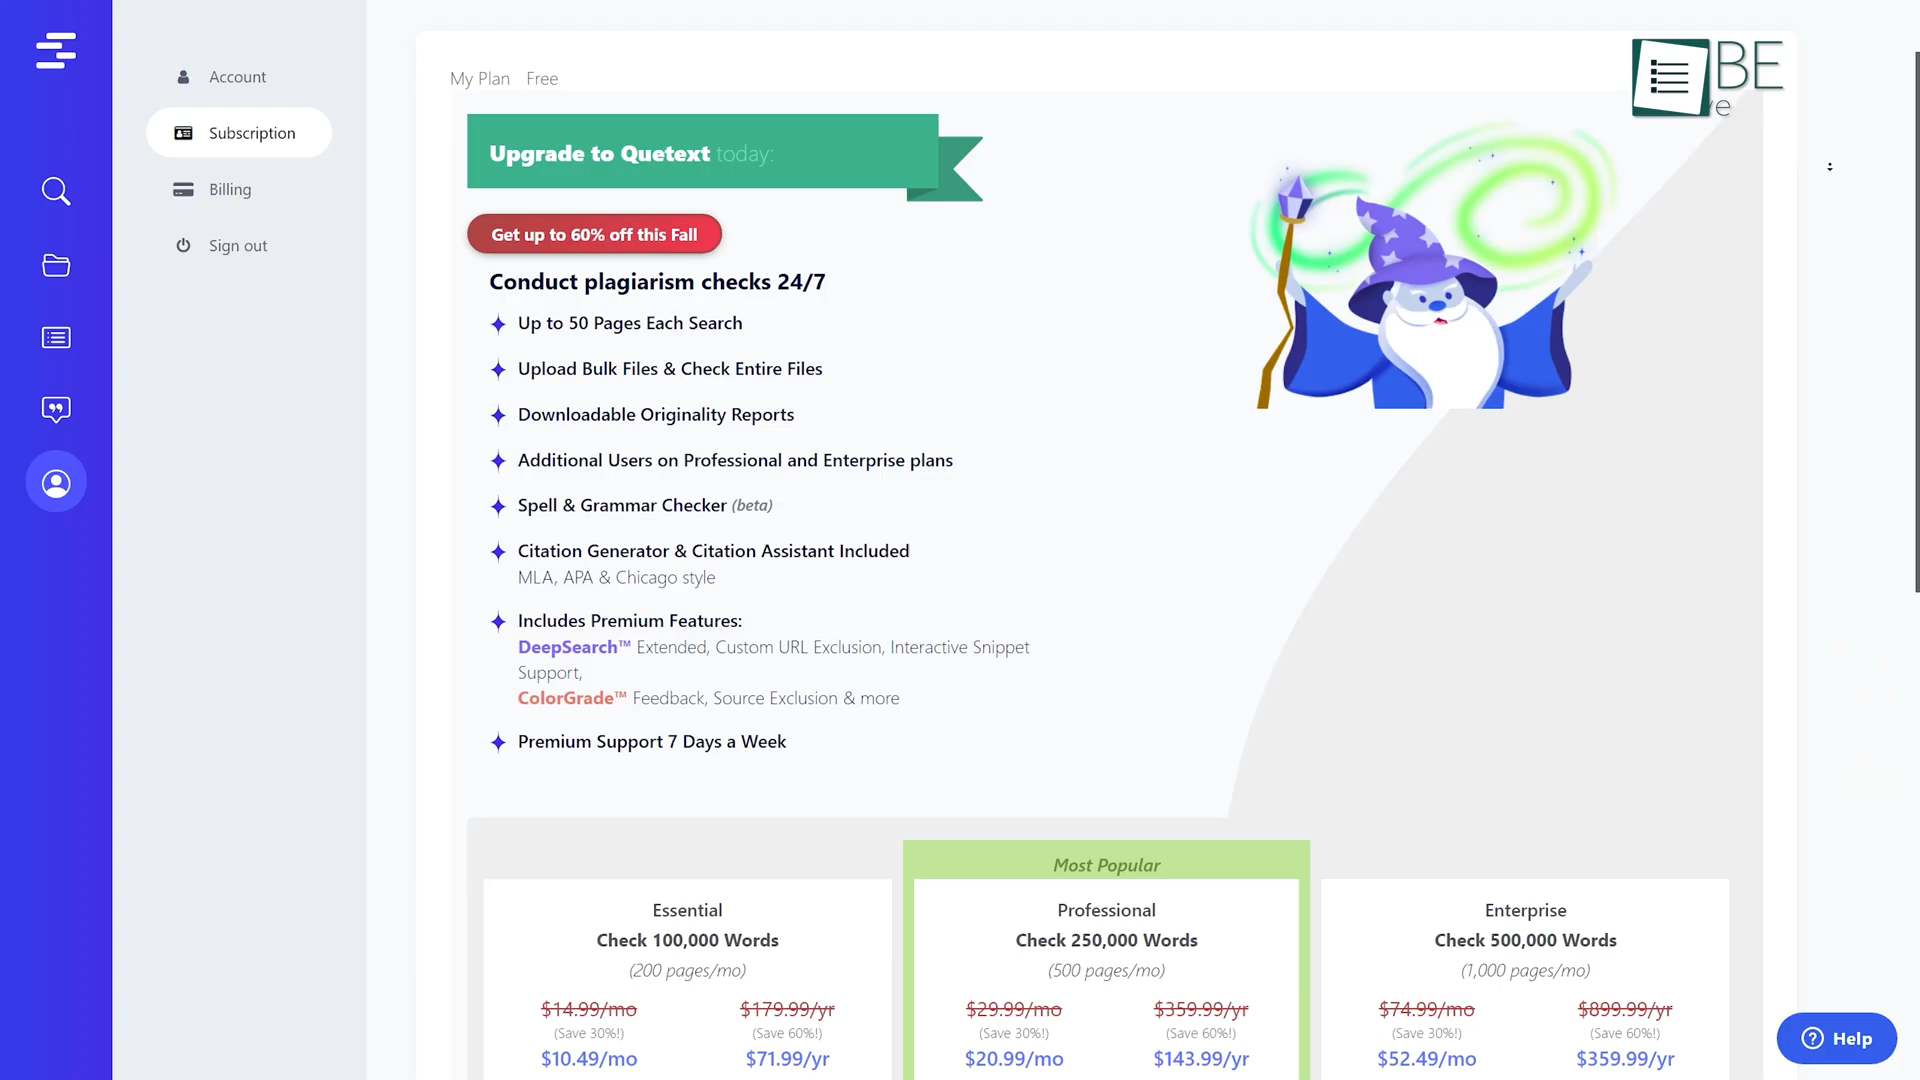 Account
Subscription
Billing
Sign out
My Plan Free
BE
ve
Upgrade to Quetext today:
Get up to 60% off this Fall
Conduct plagiarism checks 24/7
Up to 50 Pages Each Search
Upload Bulk Files & Check Entire Files
Downloadable Originality Reports
Additional Users on Professional and Enterprise plans
Spell & Grammar Checker (beta)
Citation Generator & Citation Assistant Included
MLA, APA & Chicago style
Includes Premium Features:
DeepSearch™ Extended, Custom URL Exclusion, Interactive Snippet
Support,
ColorGrade™ Feedback, Source Exclusion & more
Premium Support 7 Days a Week
Most Popular
Essential
Check 100,000 Words
(200 pages/mo)
$14.99/mo $179.99/yr
(Save 30%!) (Save 60%!)
$10.49/mo $71.99/yr
Professional
Check 250,000 Words
(500 pages/mo)
$29.99/mo $359.99/yr
(Save 30%!) (Save 60%!)
$20.99/mo $143.99/yr
Enterprise
Check 500,000 Words
(1,000 pages/mo)
$74.99/mo $899.99/yr
(Save 30%!) (Save 60%!)
$52.49/mo $359.99/yr
Help